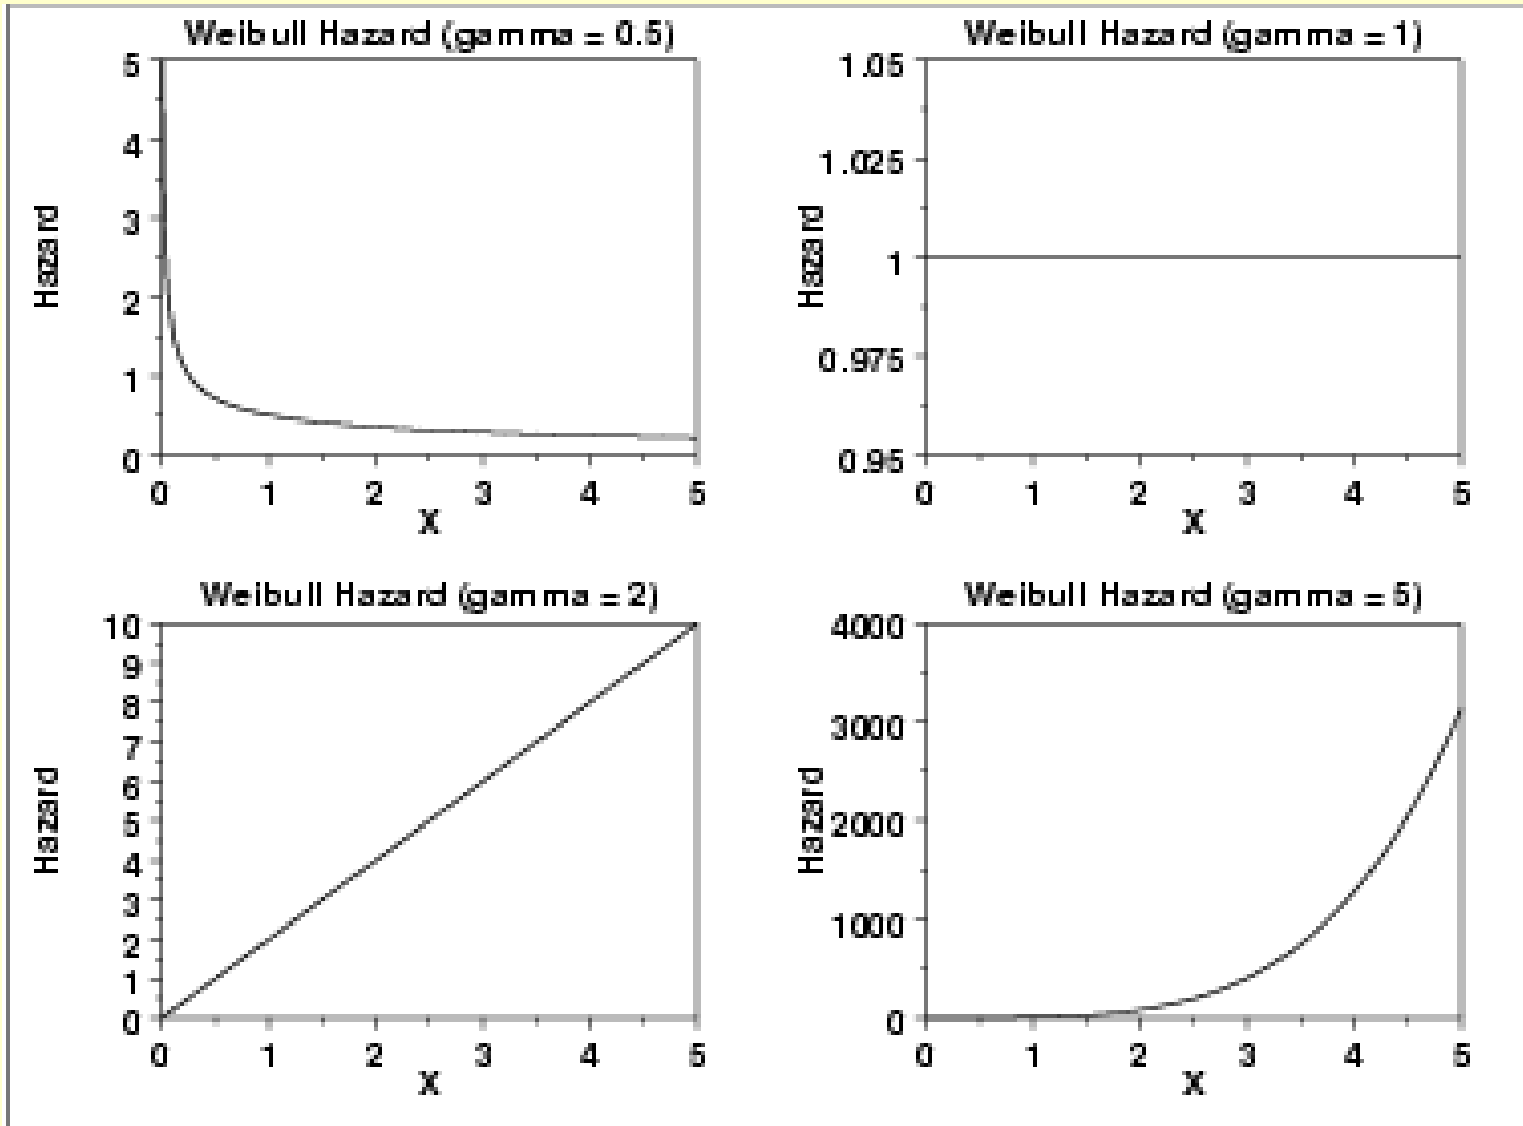 Weibull Hazard (gamma = 0.5)
5
4
3
2
1
0
Hazard
0 1 2 3 4 5
X
Weibull Hazard (gamma = 1)
1.05
1.025
1
0.975
0.95
Hazard
0 1 2 3 4 5
X
Weibull Hazard (gamma = 2)
10
9
8
7
6
5
4
3
2
1
0
Hazard
0 1 2 3 4 5
X
Weibull Hazard (gamma = 5)
4000
3000
2000
1000
0
Hazard
0 1 2 3 4 5
X